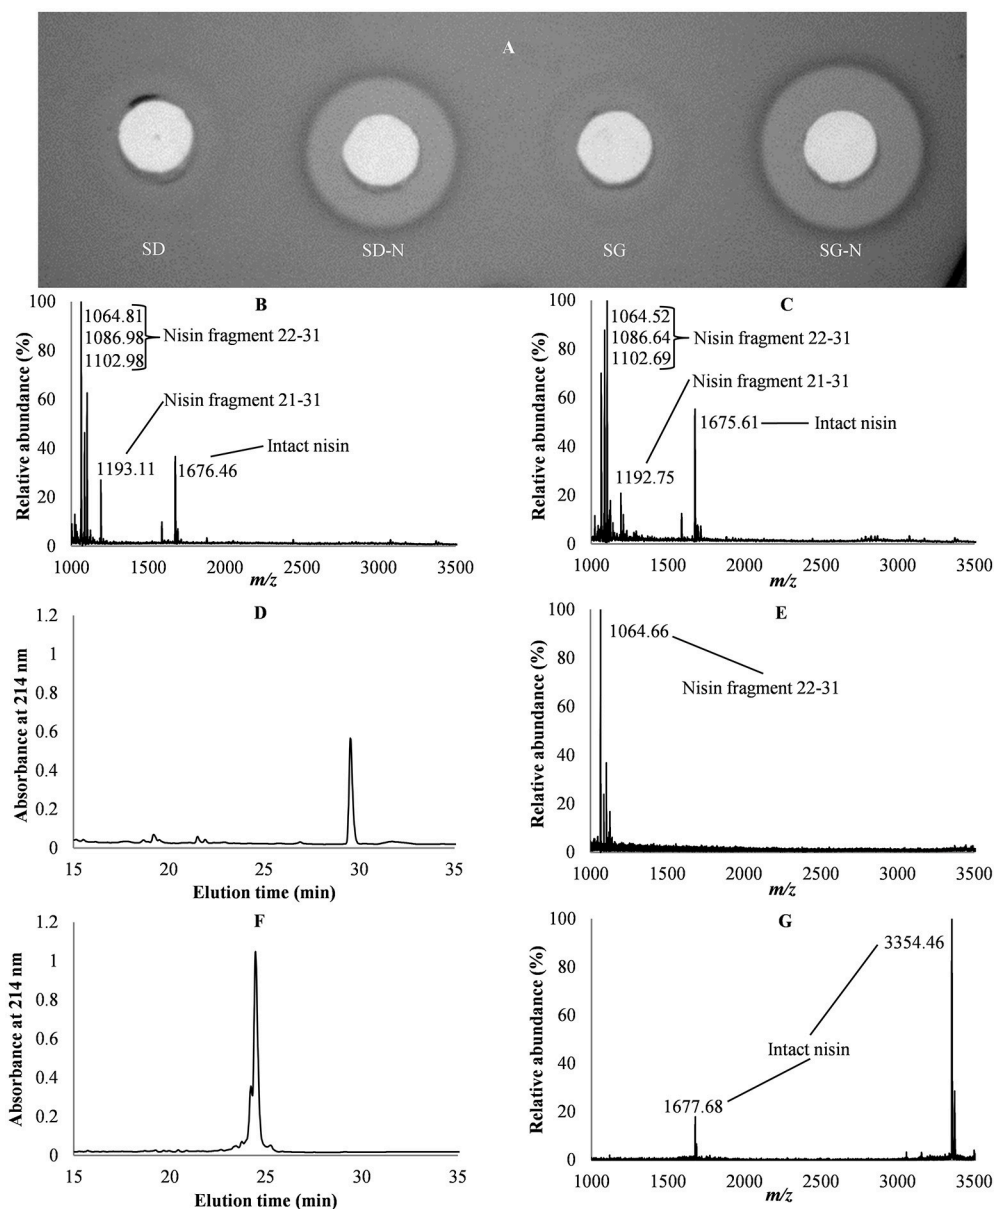 A
SD
SD-N
SG
SG-N
B
Relative abundance (%)
100
80
60
40
20
0
1064.81
1086.98
1102.98
Nisin fragment 22-31
Nisin fragment 21-31
1193.11
1676.46
Intact nisin
1000
1500
2000
2500
3000
3500
m/z
C
Relative abundance (%)
100
80
60
40
20
0
1064.52
1086.64
1102.69
Nisin fragment 22-31
Nisin fragment 21-31
1675.61
Intact nisin
1192.75
1000
1500
2000
2500
3000
3500
m/z
D
Absorbance at 214 nm
1.2
1
0.8
0.6
0.4
0.2
0
15
20
25
30
35
Elution time (min)
E
Relative abundance (%)
100
80
60
40
20
0
1064.66
Nisin fragment 22-31
1000
1500
2000
2500
3000
3500
m/z
F
Absorbance at 214 nm
1.2
1
0.8
0.6
0.4
0.2
0
15
20
25
30
35
Elution time (min)
G
Relative abundance (%)
100
80
60
40
20
0
3354.46
Intact nisin
1677.68
1000
1500
2000
2500
3000
3500
m/z